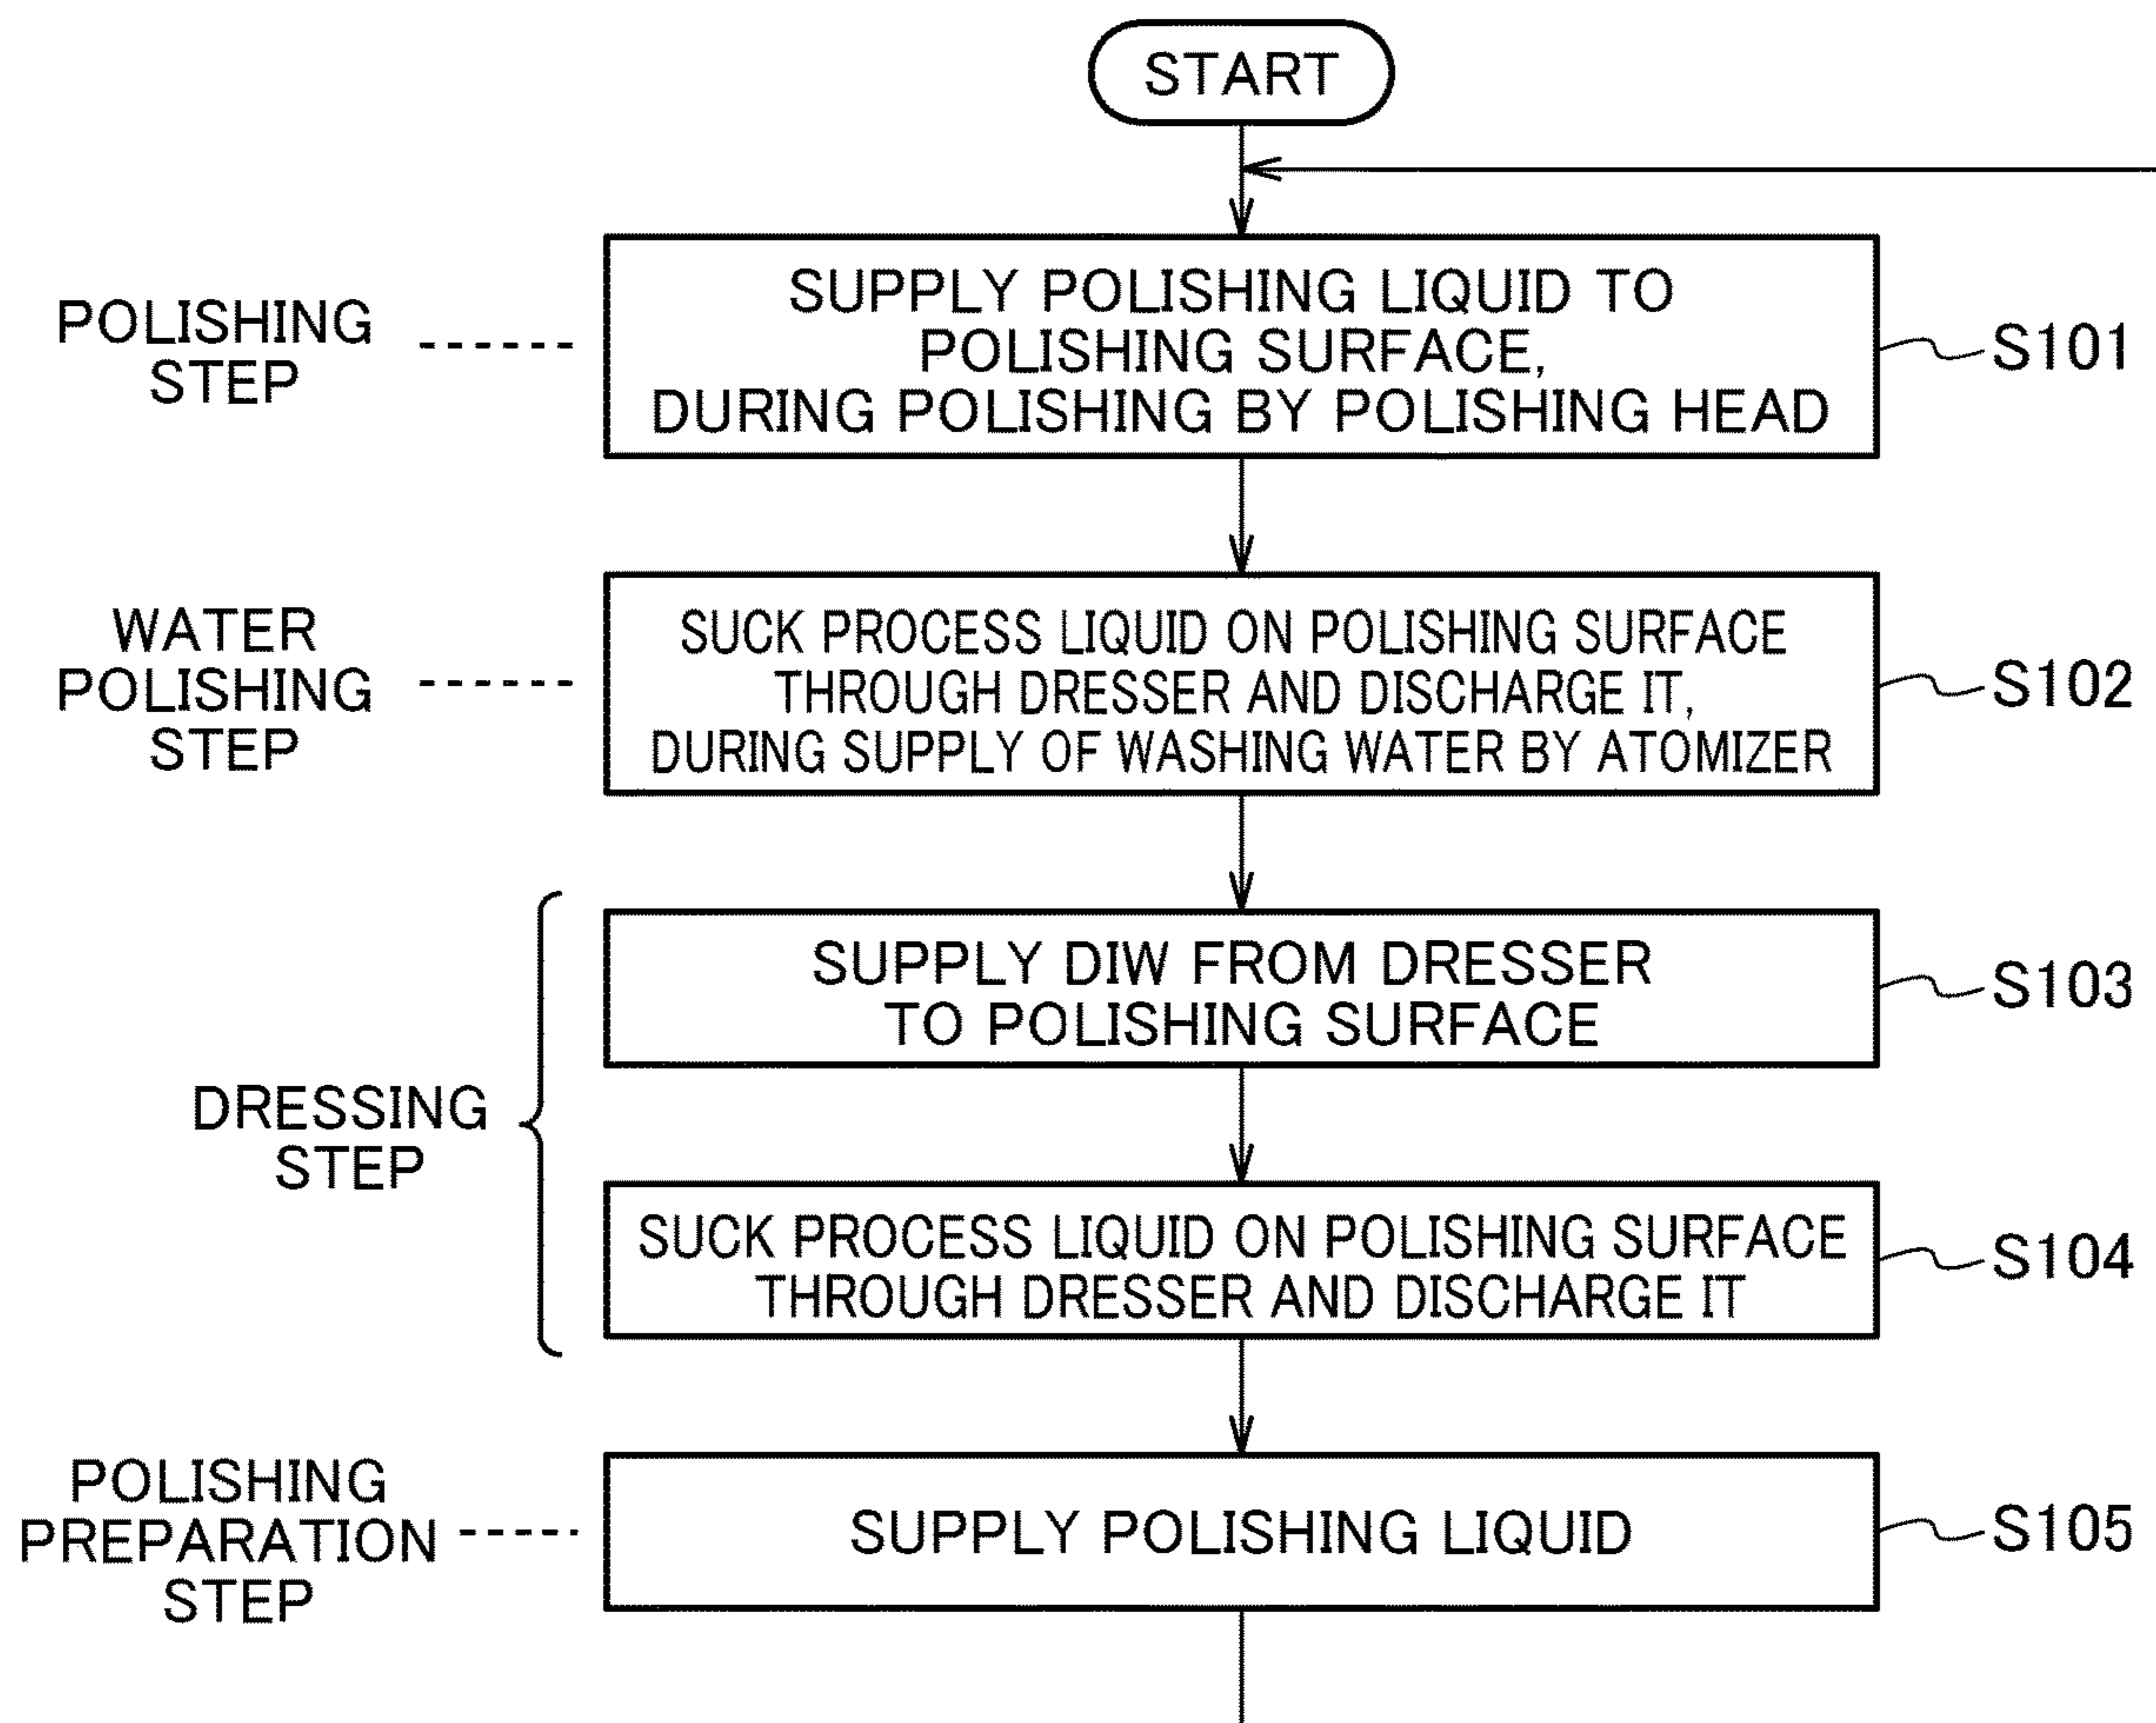 START
POLISHING
STEP
SUPPLY POLISHING LIQUID TO
POLISHING SURFACE,
DURING POLISHING BY POLISHING HEAD
S101
WATER
POLISHING
STEP
SUCK PROCESS LIQUID ON POLISHING SURFACE
THROUGH DRESSER AND DISCHARGE IT,
DURING SUPPLY OF WASHING WATER BY ATOMIZER
S102
DRESSING
STEP
SUPPLY DIW FROM DRESSER
TO POLISHING SURFACE
S103
SUCK PROCESS LIQUID ON POLISHING SURFACE
THROUGH DRESSER AND DISCHARGE IT
S104
POLISHING
PREPARATION
STEP
SUPPLY POLISHING LIQUID
S105